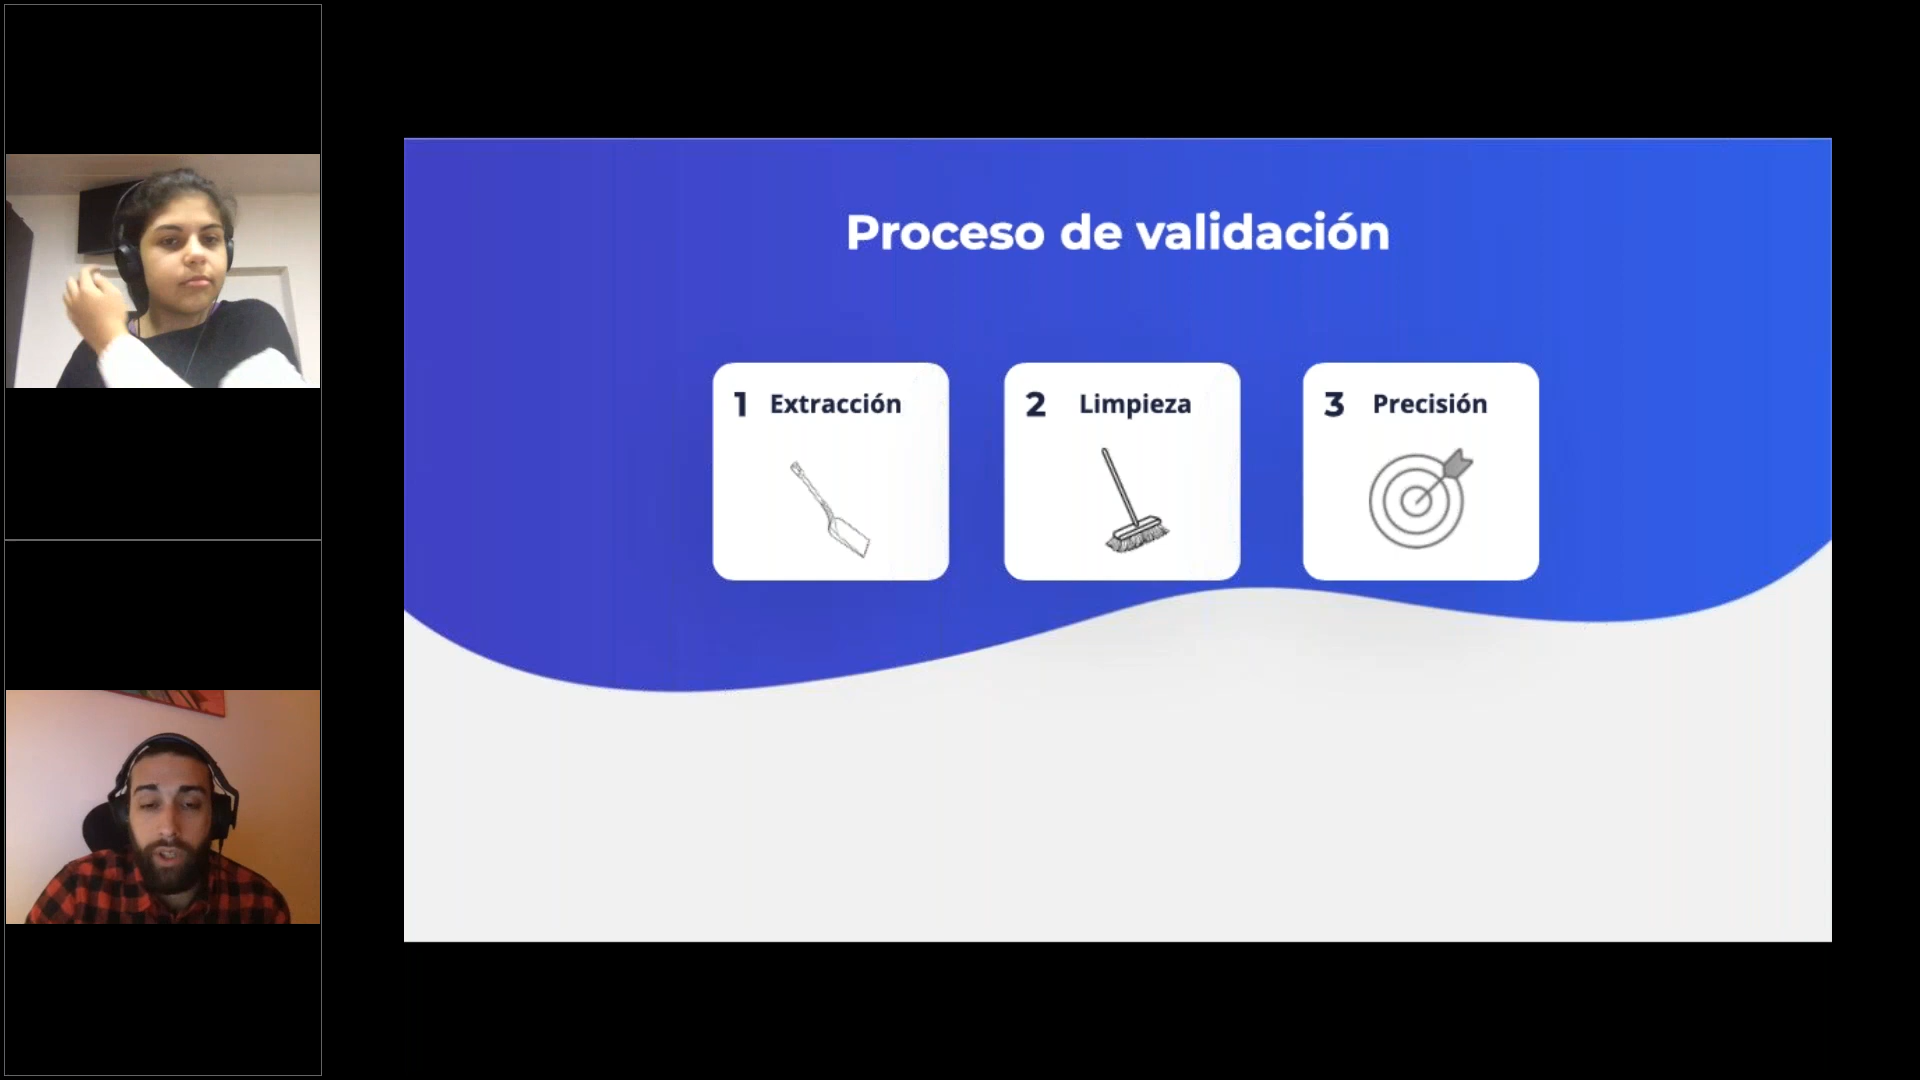 Proceso de validación
1 Extracción
2 Limpieza
3 Precisión